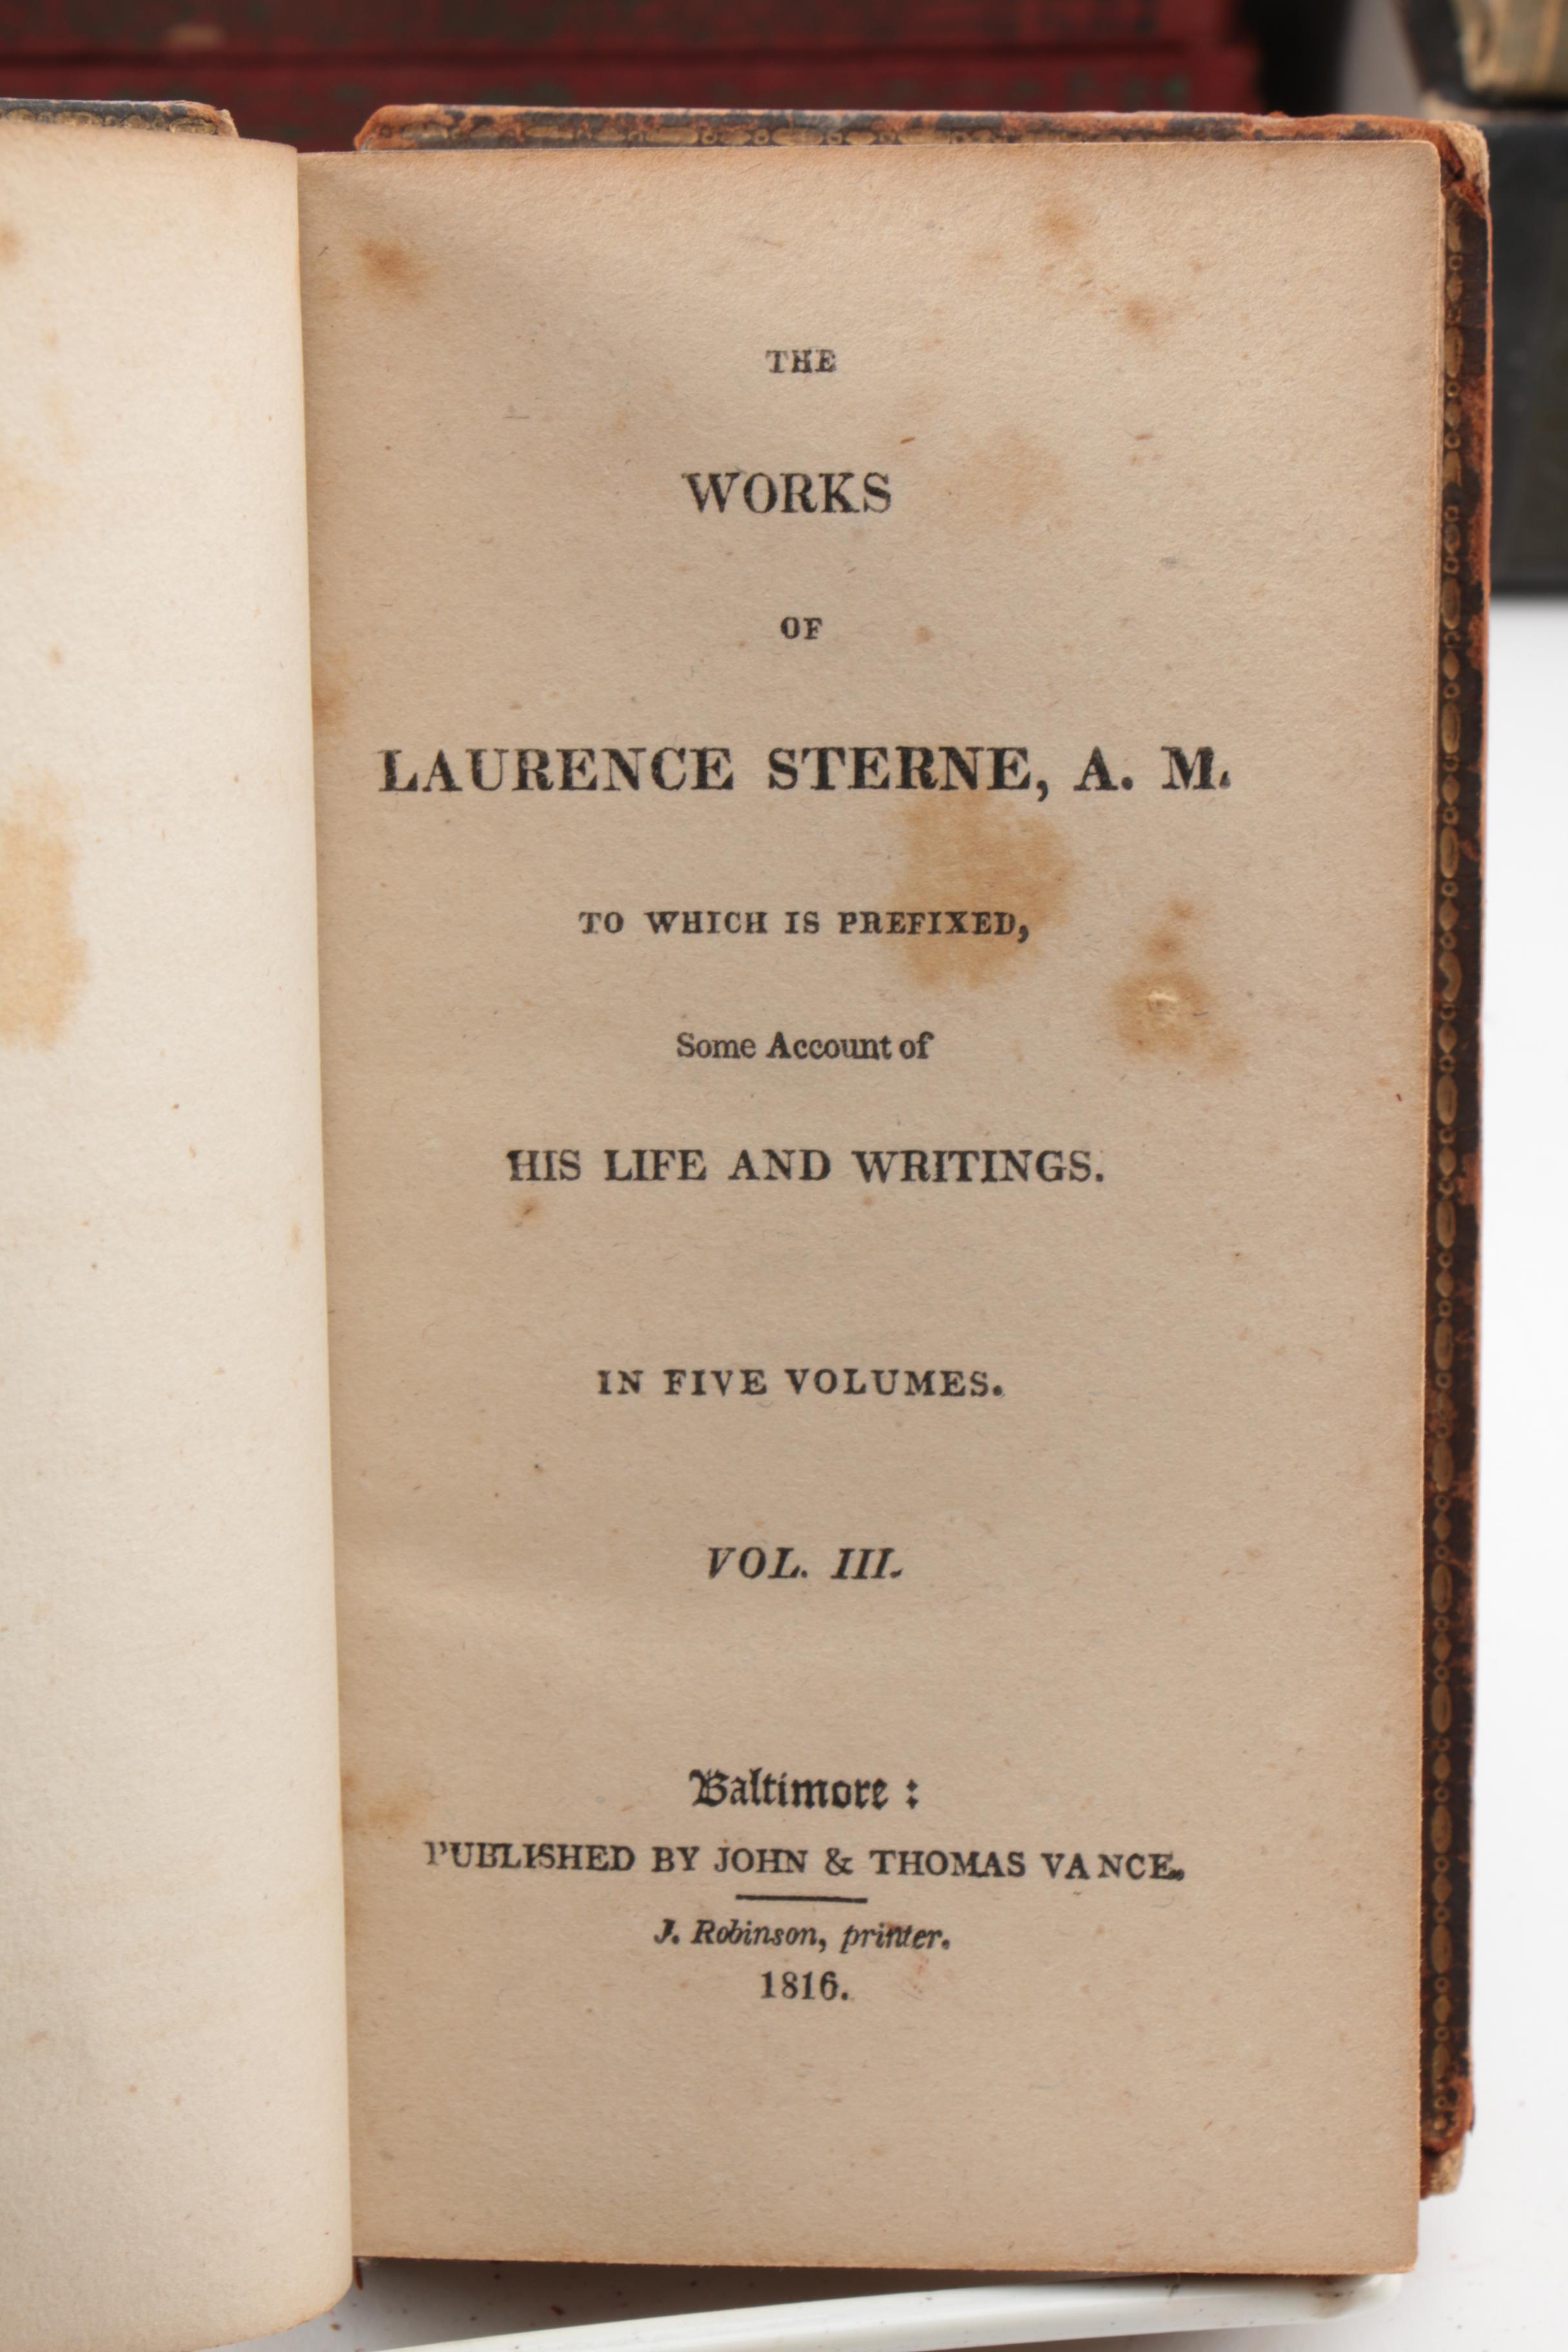 THE
WORKS
OF
LAURENCE STERNE, A. M.
TO WHICH IS PREFIXED,
Some Account of
HIS LIFE AND WRITINGS.
IN FIVE VOLUMES.
VOL. III.
Baltimore:
PUBLISHED BY JOHN & THOMAS VANCE.
J. Robinson, printer.
1816.